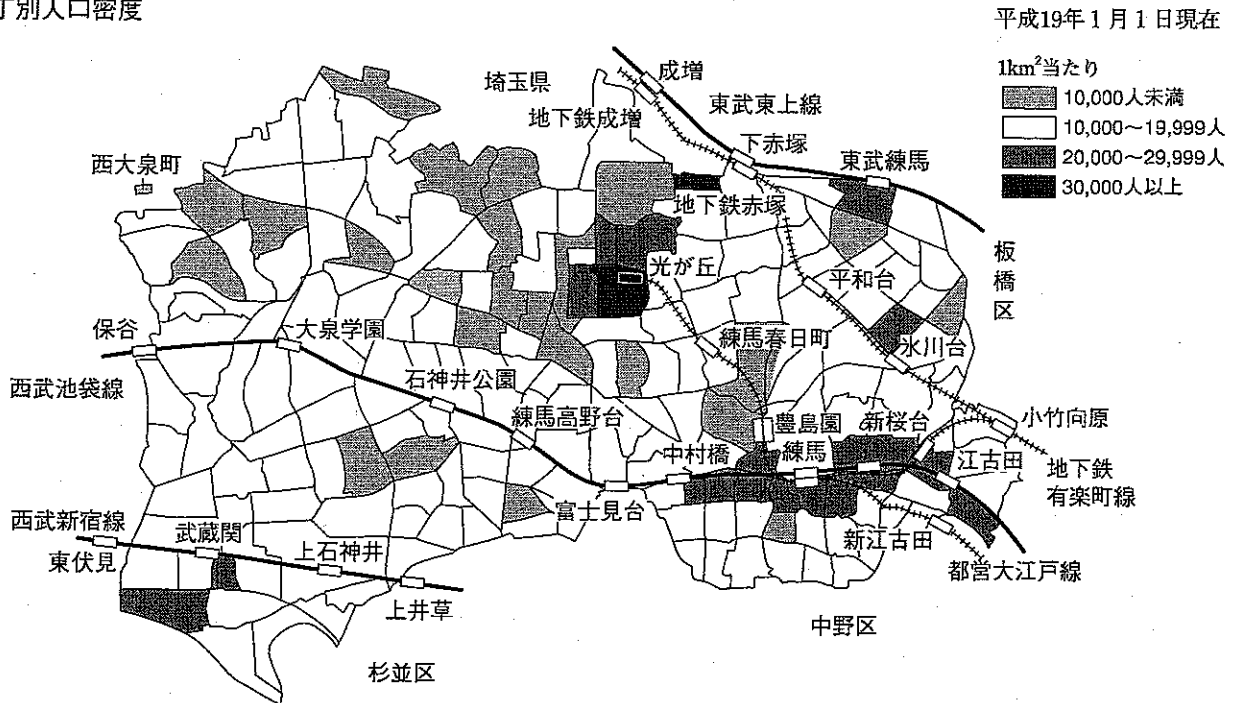 丁別人口密度
平成19年1月1日現在
1km²当たり
10,000人未満
10,000〜19,999人
20,000〜29,999人
30,000人以上
埼玉県
成増
東武東上線
地下鉄成増
下赤塚
東武練馬
西大泉町
地下鉄赤塚
板橋区
光が丘
平和台
保谷
大泉学園
練馬春日町
氷川台
西武池袋線
石神井公園
練馬高野台
豊島園
新桜台
小竹向原
中村橋
練馬
江古田
地下鉄
有楽町線
富士見台
西武新宿線
武蔵関
新江古田
東伏見
上石神井
都営大江戸線
上井草
中野区
杉並区